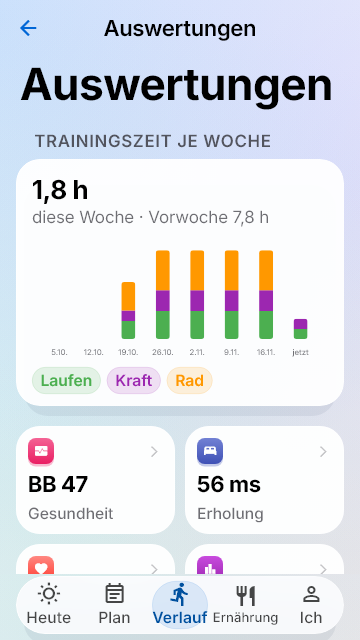 Auswertungen
Auswertungen
TRAININGSZEIT JE WOCHE
1,8 h
diese Woche · Vorwoche 7,8 h
5.10. 12.10. 19.10. 26.10. 2.11. 9.11. 16.11. jetzt
Laufen Kraft Rad
BB 47
Gesundheit
56 ms
Erholung
Heute Plan Verlauf Ernährung Ich